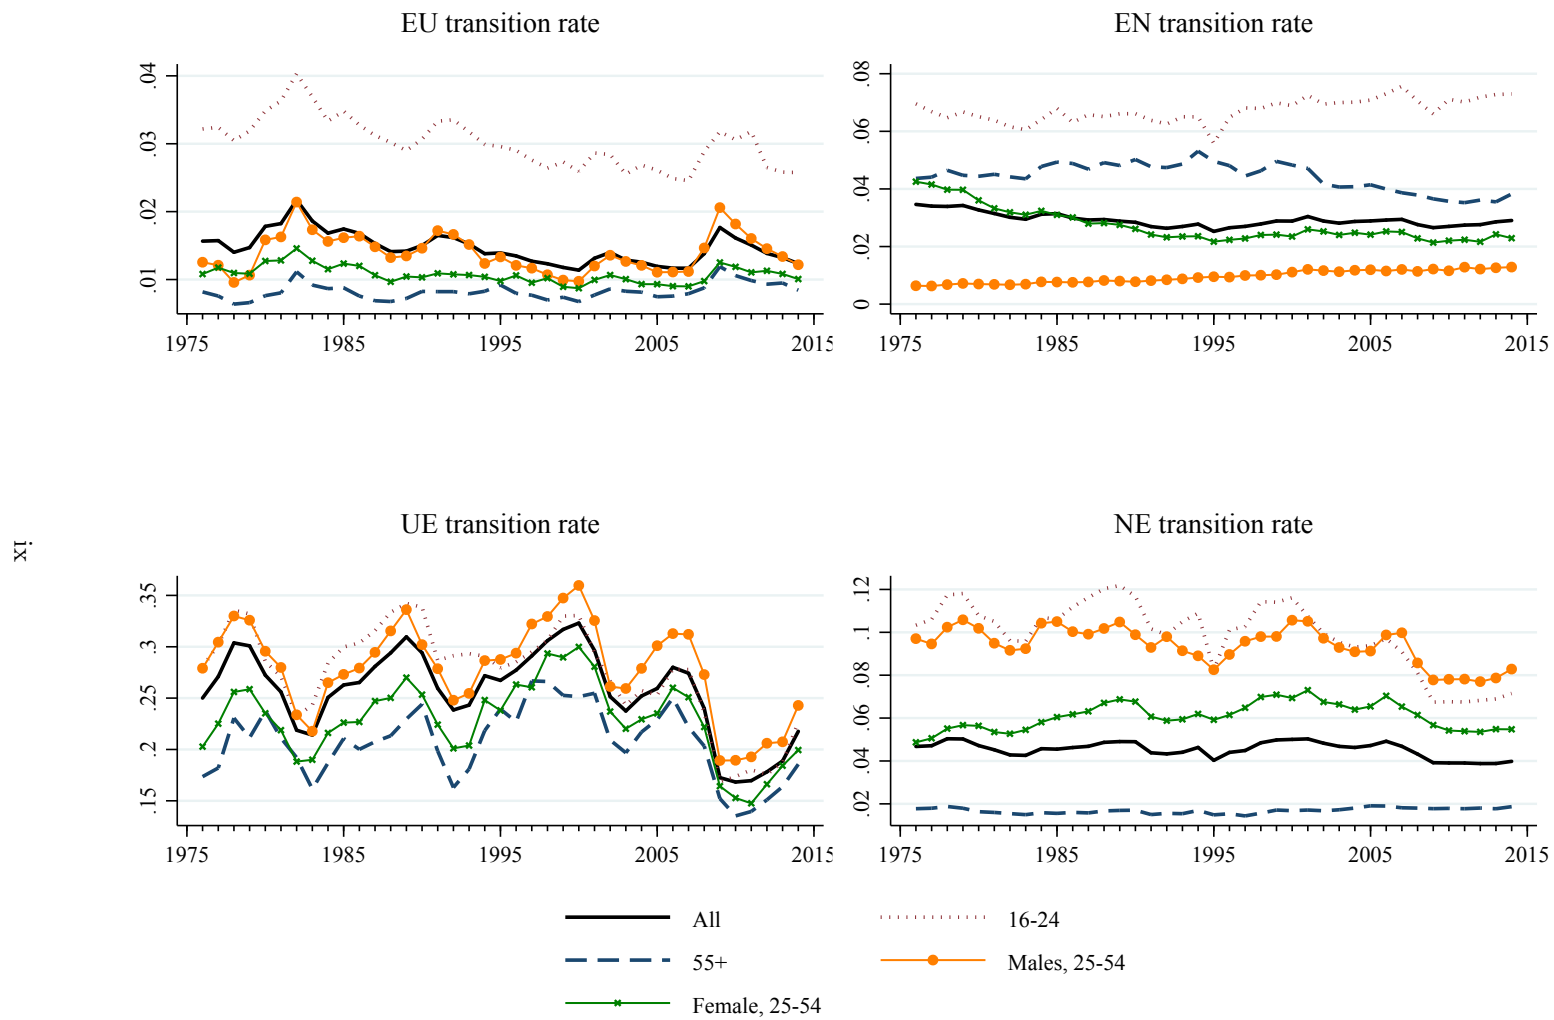 EU transition rate
.04
.03
.02
.01
1975 1985 1995 2005 2015
EN transition rate
.08
.06
.04
.02
0
1975 1985 1995 2005 2015
ix
UE transition rate
.35
.3
.25
.2
.15
1975 1985 1995 2005 2015
NE transition rate
.12
.1
.08
.06
.04
.02
1975 1985 1995 2005 2015
All 16-24
55+ Males, 25-54
Female, 25-54